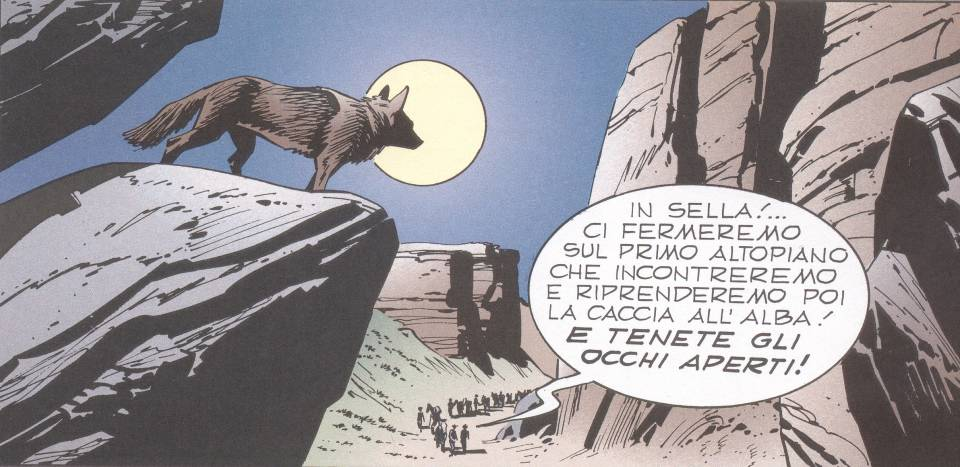 IN SELLA!...
CI FERMEREMO
SUL PRIMO ALTOPIANO
CHE INCONTREREMO
E RIPRENDEREMO POI
LA CACCIA ALL'ALBA!
E TENETE GLI
OCCHI APERTI!